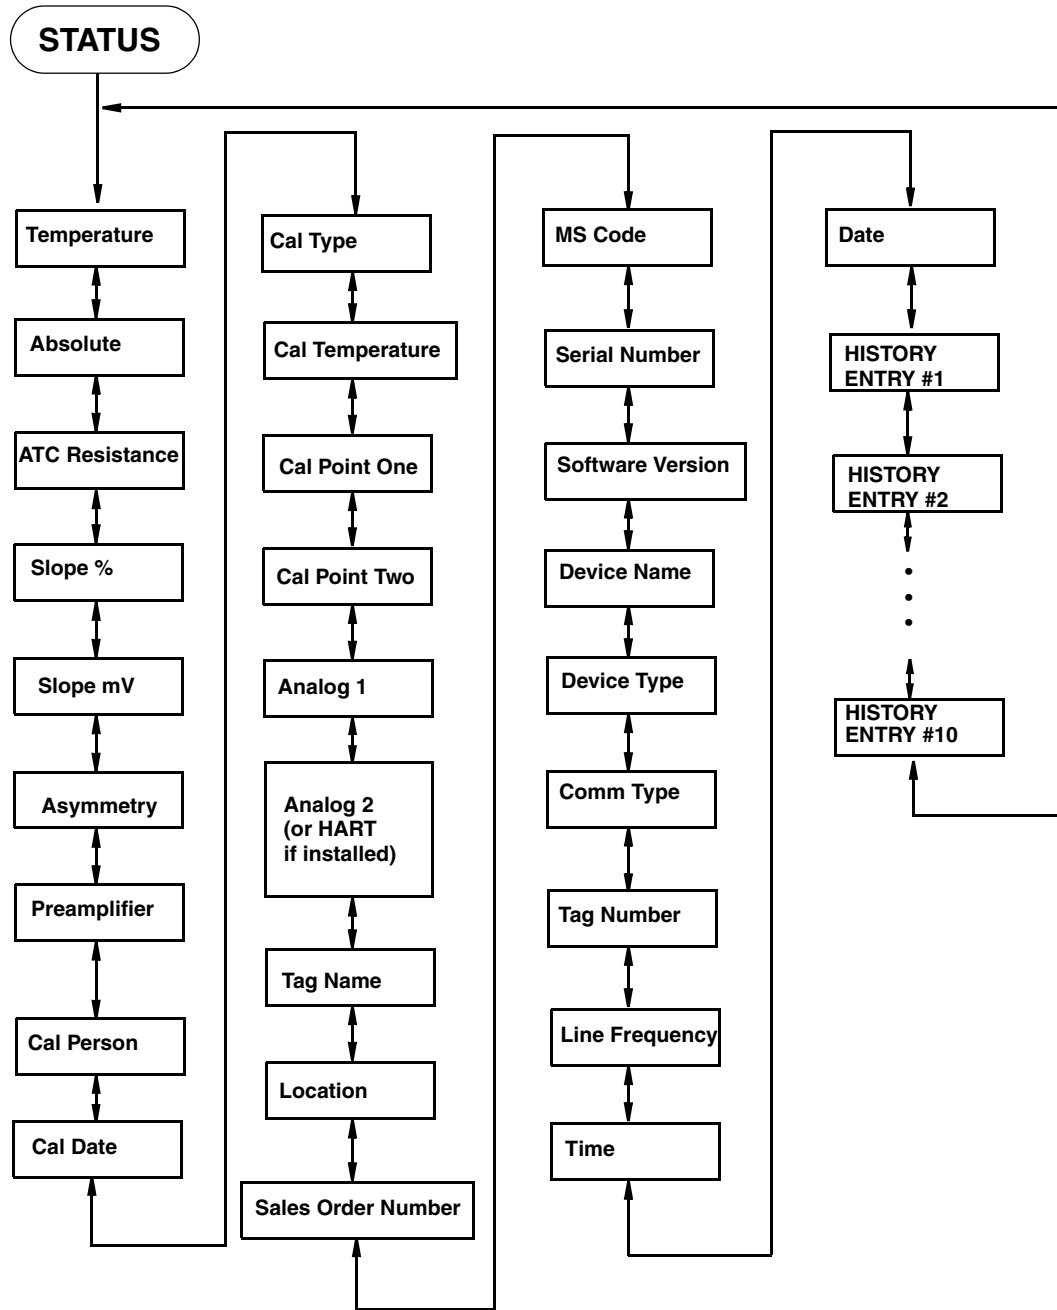 STATUS
Temperature
Absolute
ATC Resistance
Slope %
Slope mV
Asymmetry
Preamplifier
Cal Person
Cal Date
Cal Type
Cal Temperature
Cal Point One
Cal Point Two
Analog 1
Analog 2
(or HART
if installed)
Tag Name
Location
Sales Order Number
MS Code
Serial Number
Software Version
Device Name
Device Type
Comm Type
Tag Number
Line Frequency
Time
Date
HISTORY
ENTRY #1
HISTORY
ENTRY #2
HISTORY
ENTRY #10